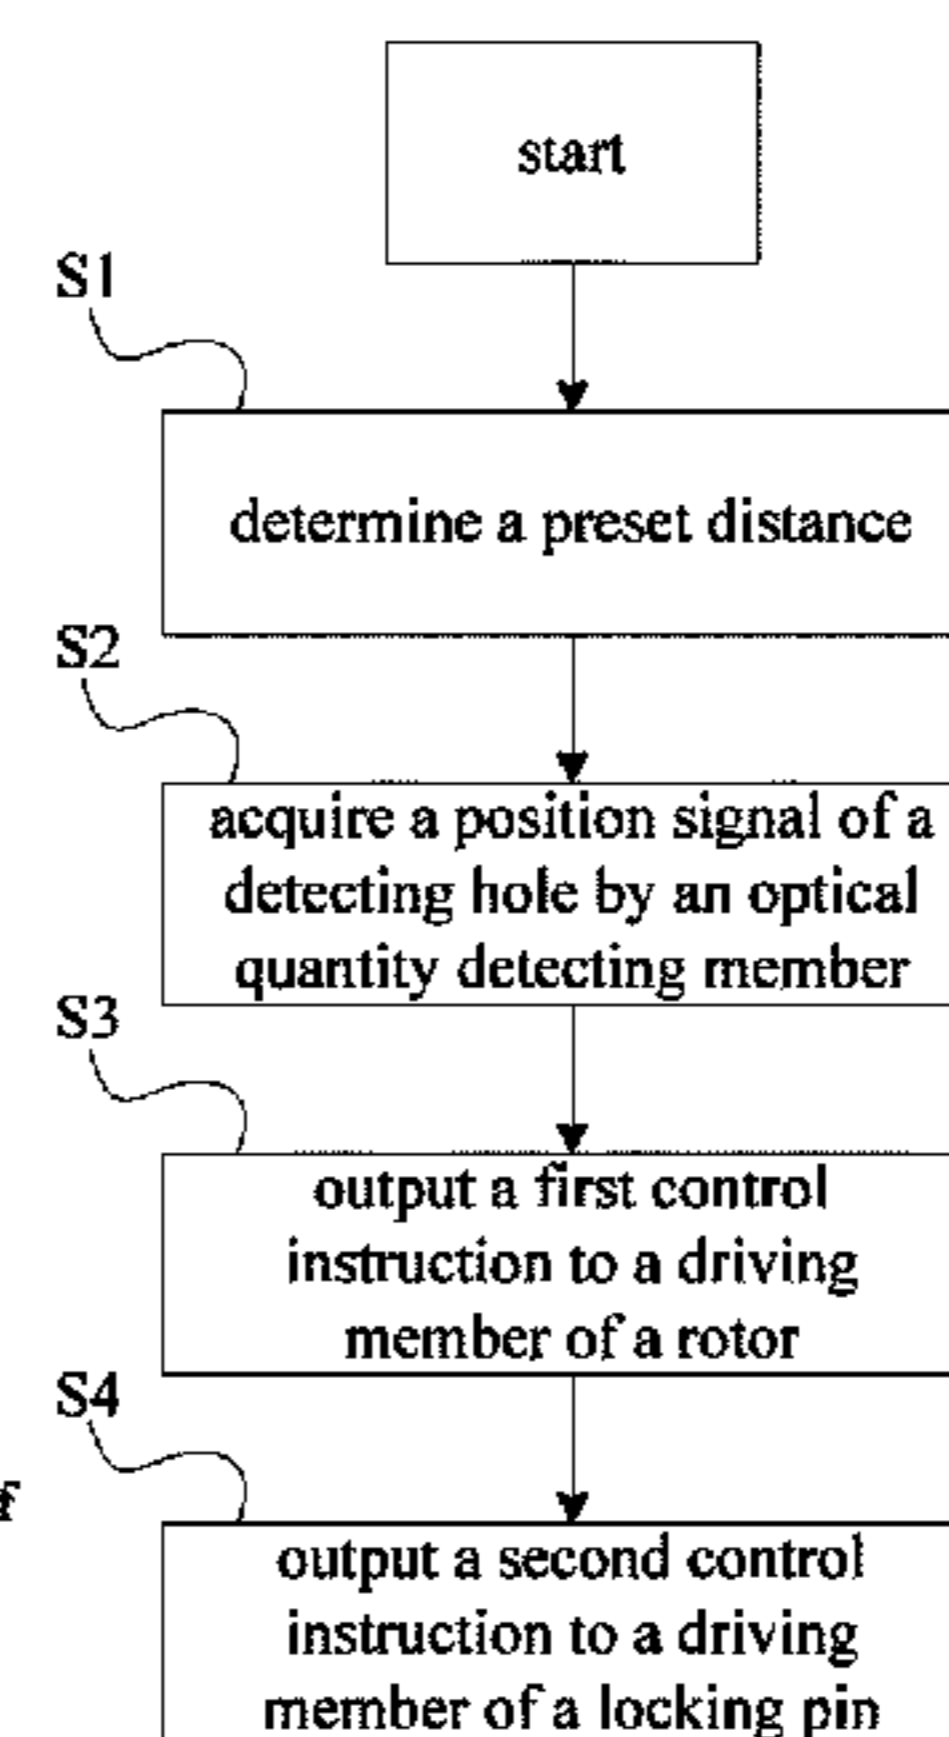 start
S1
determine a preset distance
S2
acquire a position signal of a
detecting hole by an optical
quantity detecting member
S3
output a first control
instruction to a driving
member of a rotor
S4
output a second control
instruction to a driving
member of a locking pin